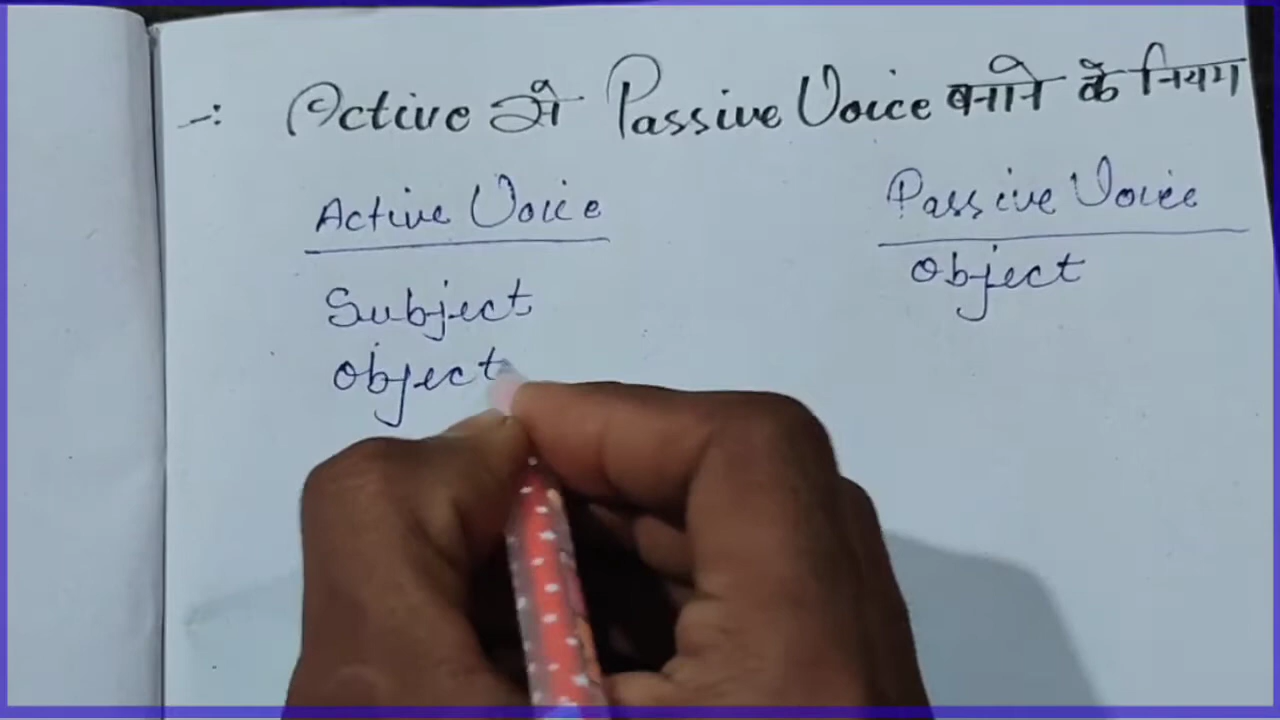 -: Active से Passive Voice बनाने के नियम
Active Voice
Passive Voice
Subject
Object
Object